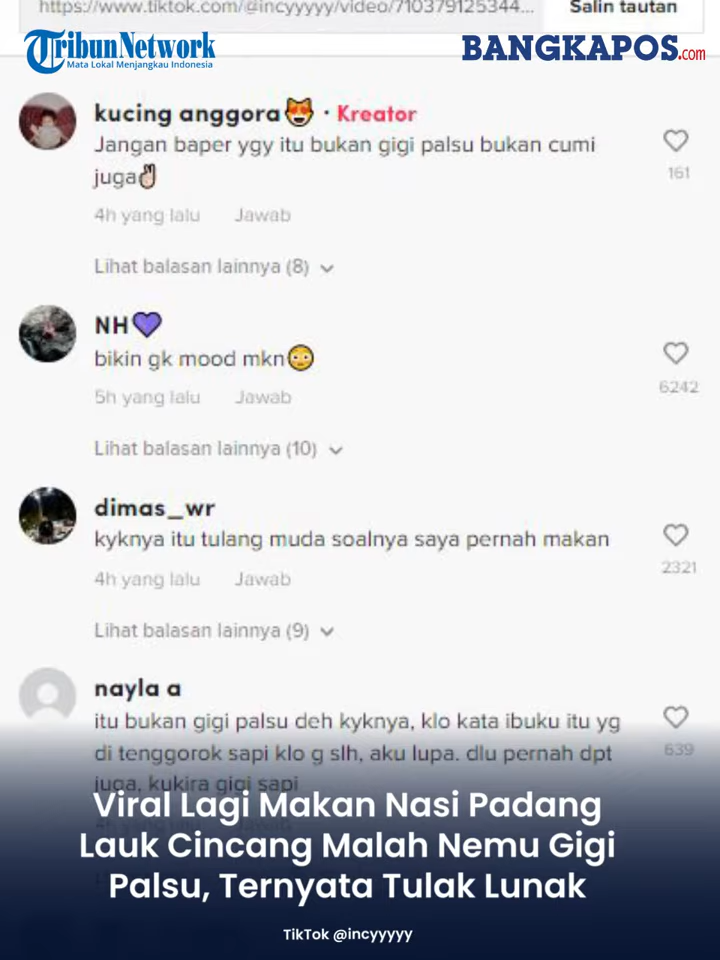 https://www.tiktok.com/@incyyyyy/video/710379125344...
Salin tautan
TribunNetwork
Mata Lokal Menjangkau Indonesia
BANGKAPOS.com
kucing anggora😻 · Kreator
Jangan baper ygy itu bukan gigi palsu bukan cumi
juga✌🏻
161
4h yang lalu Jawab
Lihat balasan lainnya (8)
NH💜
bikin gk mood mkn😳
6242
5h yang lalu Jawab
Lihat balasan lainnya (10)
dimas_wr
kyknya itu tulang muda soalnya saya pernah makan
2321
4h yang lalu Jawab
Lihat balasan lainnya (9)
nayla a
itu bukan gigi palsu deh kyknya, klo kata ibuku itu yg
di tenggorok sapi klo g slh, aku lupa. dlu pernah dpt
639
juga, kukira gigi sapi
Viral Lagi Makan Nasi Padang
Lauk Cincang Malah Nemu Gigi
Palsu, Ternyata Tulak Lunak
TikTok @incyyyyy